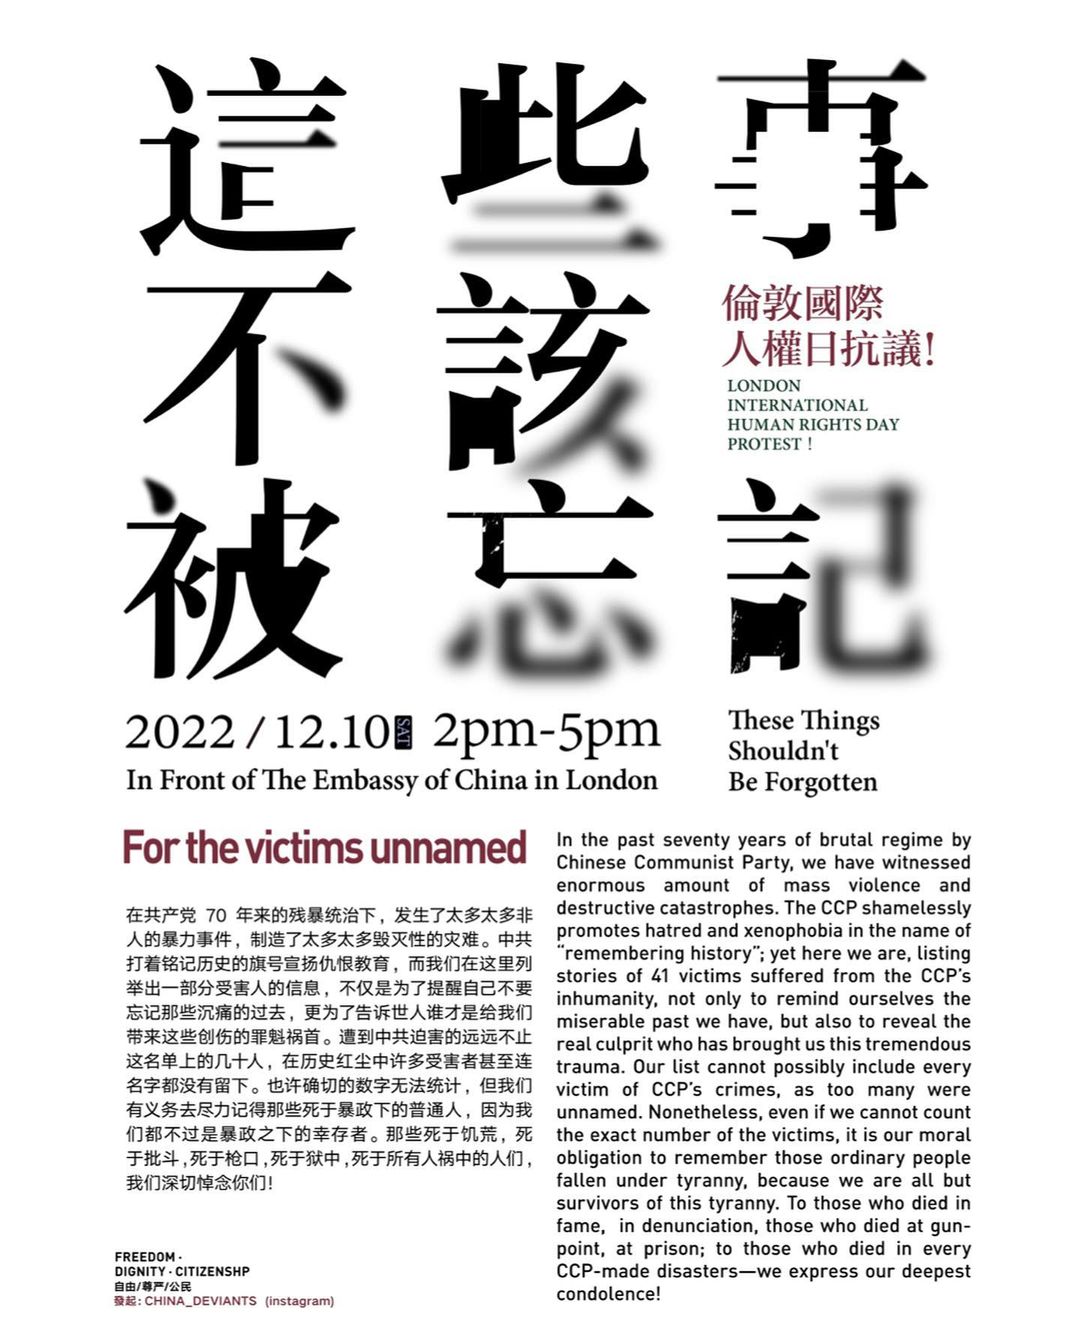 這些事
不該
被忘記
倫敦國際
人權日抗議!
LONDON
INTERNATIONAL
HUMAN RIGHTS DAY
PROTEST !
2022 / 12.10 SAT 2pm-5pm
In Front of The Embassy of China in London
These Things
Shouldn't
Be Forgotten
For the victims unnamed
在共产党 70 年来的残暴统治下，发生了太多太多非
人的暴力事件，制造了太多太多毁灭性的灾难。中共
打着铭记历史的旗号宣扬仇恨教育，而我们在这里列
举出一部分受害人的信息，不仅是为了提醒自己不要
忘记那些沉痛的过去，更为了告诉世人谁才是给我们
带来这些创伤的罪魁祸首。遭到中共迫害的远远不止
这名单上的几十人，在历史红尘中许多受害者甚至连
名字都没有留下。也许确切的数字无法统计，但我们
有义务去尽力记得那些死于暴政下的普通人，因为我
们都不过是暴政之下的幸存者。那些死于饥荒，死
于批斗,死于枪口,死于狱中,死于所有人祸中的人们，
我们深切悼念你们!
In the past seventy years of brutal regime by
Chinese Communist Party, we have witnessed
enormous amount of mass violence and
destructive catastrophes. The CCP shamelessly
promotes hatred and xenophobia in the name of
“remembering history”; yet here we are, listing
stories of 41 victims suffered from the CCP’s
inhumanity, not only to remind ourselves the
miserable past we have, but also to reveal the
real culprit who has brought us this tremendous
trauma. Our list cannot possibly include every
victim of CCP’s crimes, as too many were
unnamed. Nonetheless, even if we cannot count
the exact number of the victims, it is our moral
obligation to remember those ordinary people
fallen under tyranny, because we are all but
survivors of this tyranny. To those who died in
fame, in denunciation, those who died at gun-
point, at prison; to those who died in every
CCP-made disasters—we express our deepest
condolence!
FREEDOM ·
DIGNITY · CITIZENSHP
自由/尊严/公民
發起: CHINA_DEVIANTS (instagram)